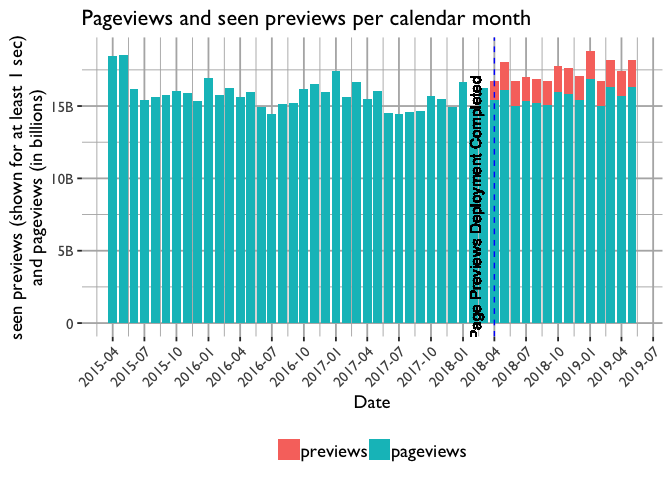 Pageviews and seen previews per calendar month
seen previews (shown for at least 1 sec)
and pageviews (in billions)
15B
10B
5B
0
Page Previews Deployment Completed
2015-04
2015-07
2015-10
2016-01
2016-04
2016-07
2016-10
2017-01
2017-04
2017-07
2017-10
2018-01
2018-04
2018-07
2018-10
2019-01
2019-04
2019-07
Date
previews
pageviews